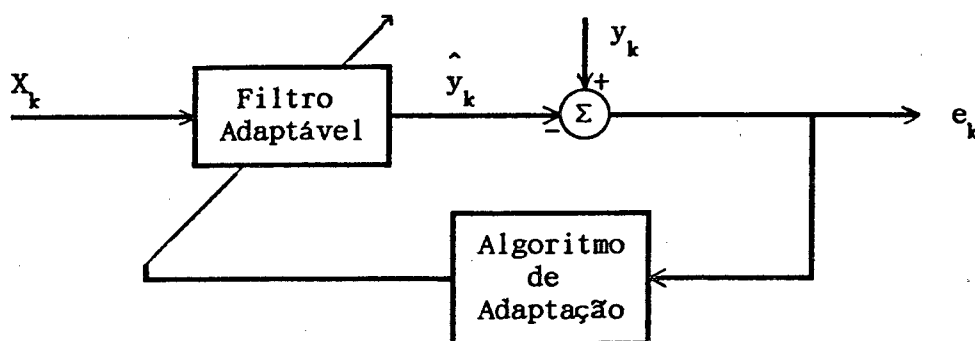 y_k
X_k
Filtro
Adaptável
ŷ_k
+
-
Σ
e_k
Algoritmo
de
Adaptação